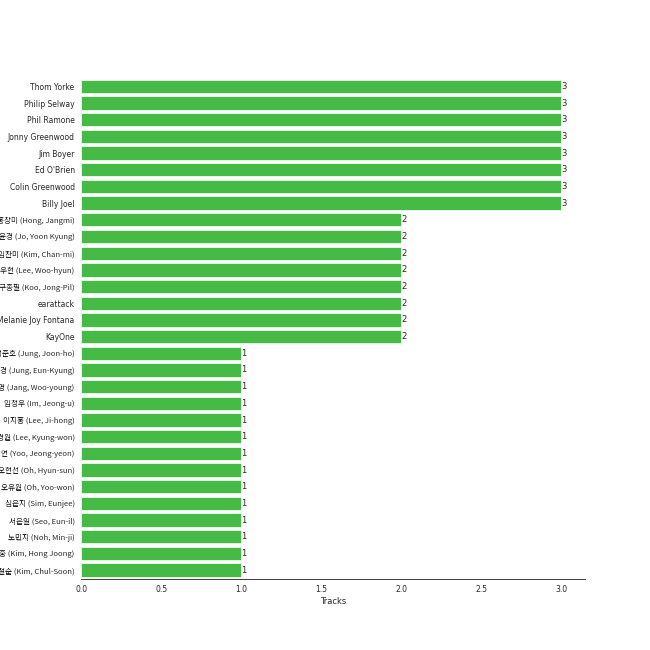 Thom Yorke 3
Philip Selway 3
Phil Ramone 3
Jonny Greenwood 3
Jim Boyer 3
Ed O'Brien 3
Colin Greenwood 3
Billy Joel 3
홍장미 (Hong, Jangmi) 2
윤경 (Jo, Yoon Kyung) 2
김찬미 (Kim, Chan-mi) 2
우현 (Lee, Woo-hyun) 2
구종필 (Koo, Jong-Pil) 2
earattack 2
Melanie Joy Fontana 2
KayOne 2
준호 (Jung, Joon-ho) 1
경 (Jung, Eun-Kyung) 1
영 (Jang, Woo-young) 1
임정우 (Im, Jeong-u) 1
이지홍 (Lee, Ji-hong) 1
경원 (Lee, Kyung-won) 1
연 (Yoo, Jeong-yeon) 1
오현선 (Oh, Hyun-sun) 1
오유원 (Oh, Yoo-won) 1
심은지 (Sim, Eunjee) 1
서은일 (Seo, Eun-il) 1
노민지 (Noh, Min-ji) 1
중 (Kim, Hong Joong) 1
철순 (Kim, Chul-Soon) 1
0.0 0.5 1.0 1.5 2.0 2.5 3.0
Tracks